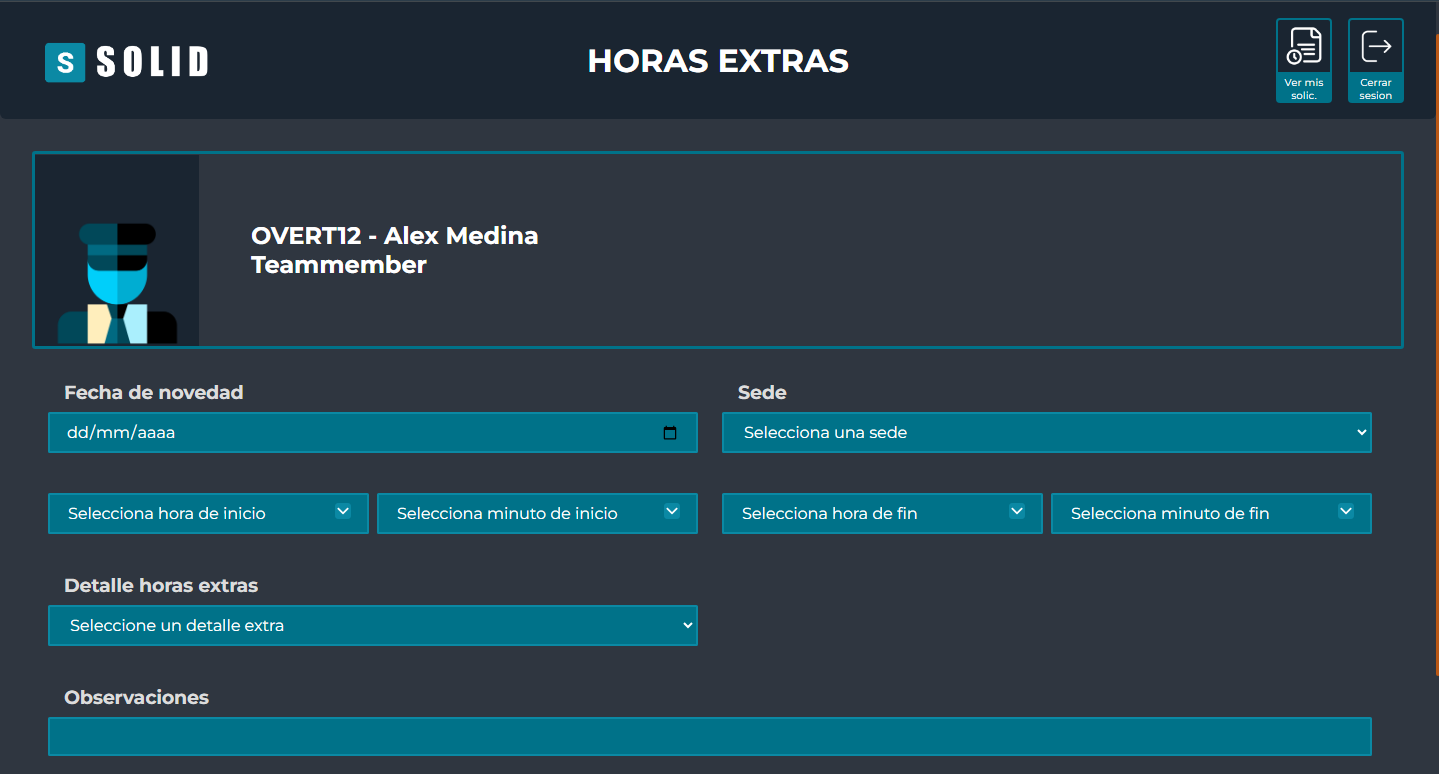 S SOLID
HORAS EXTRAS
Ver mis
solic.
Cerrar
sesion
OVERT12 - Alex Medina
Teammember
Fecha de novedad
Sede
dd/mm/aaaa
Selecciona una sede
Selecciona hora de inicio
Selecciona minuto de inicio
Selecciona hora de fin
Selecciona minuto de fin
Detalle horas extras
Seleccione un detalle extra
Observaciones